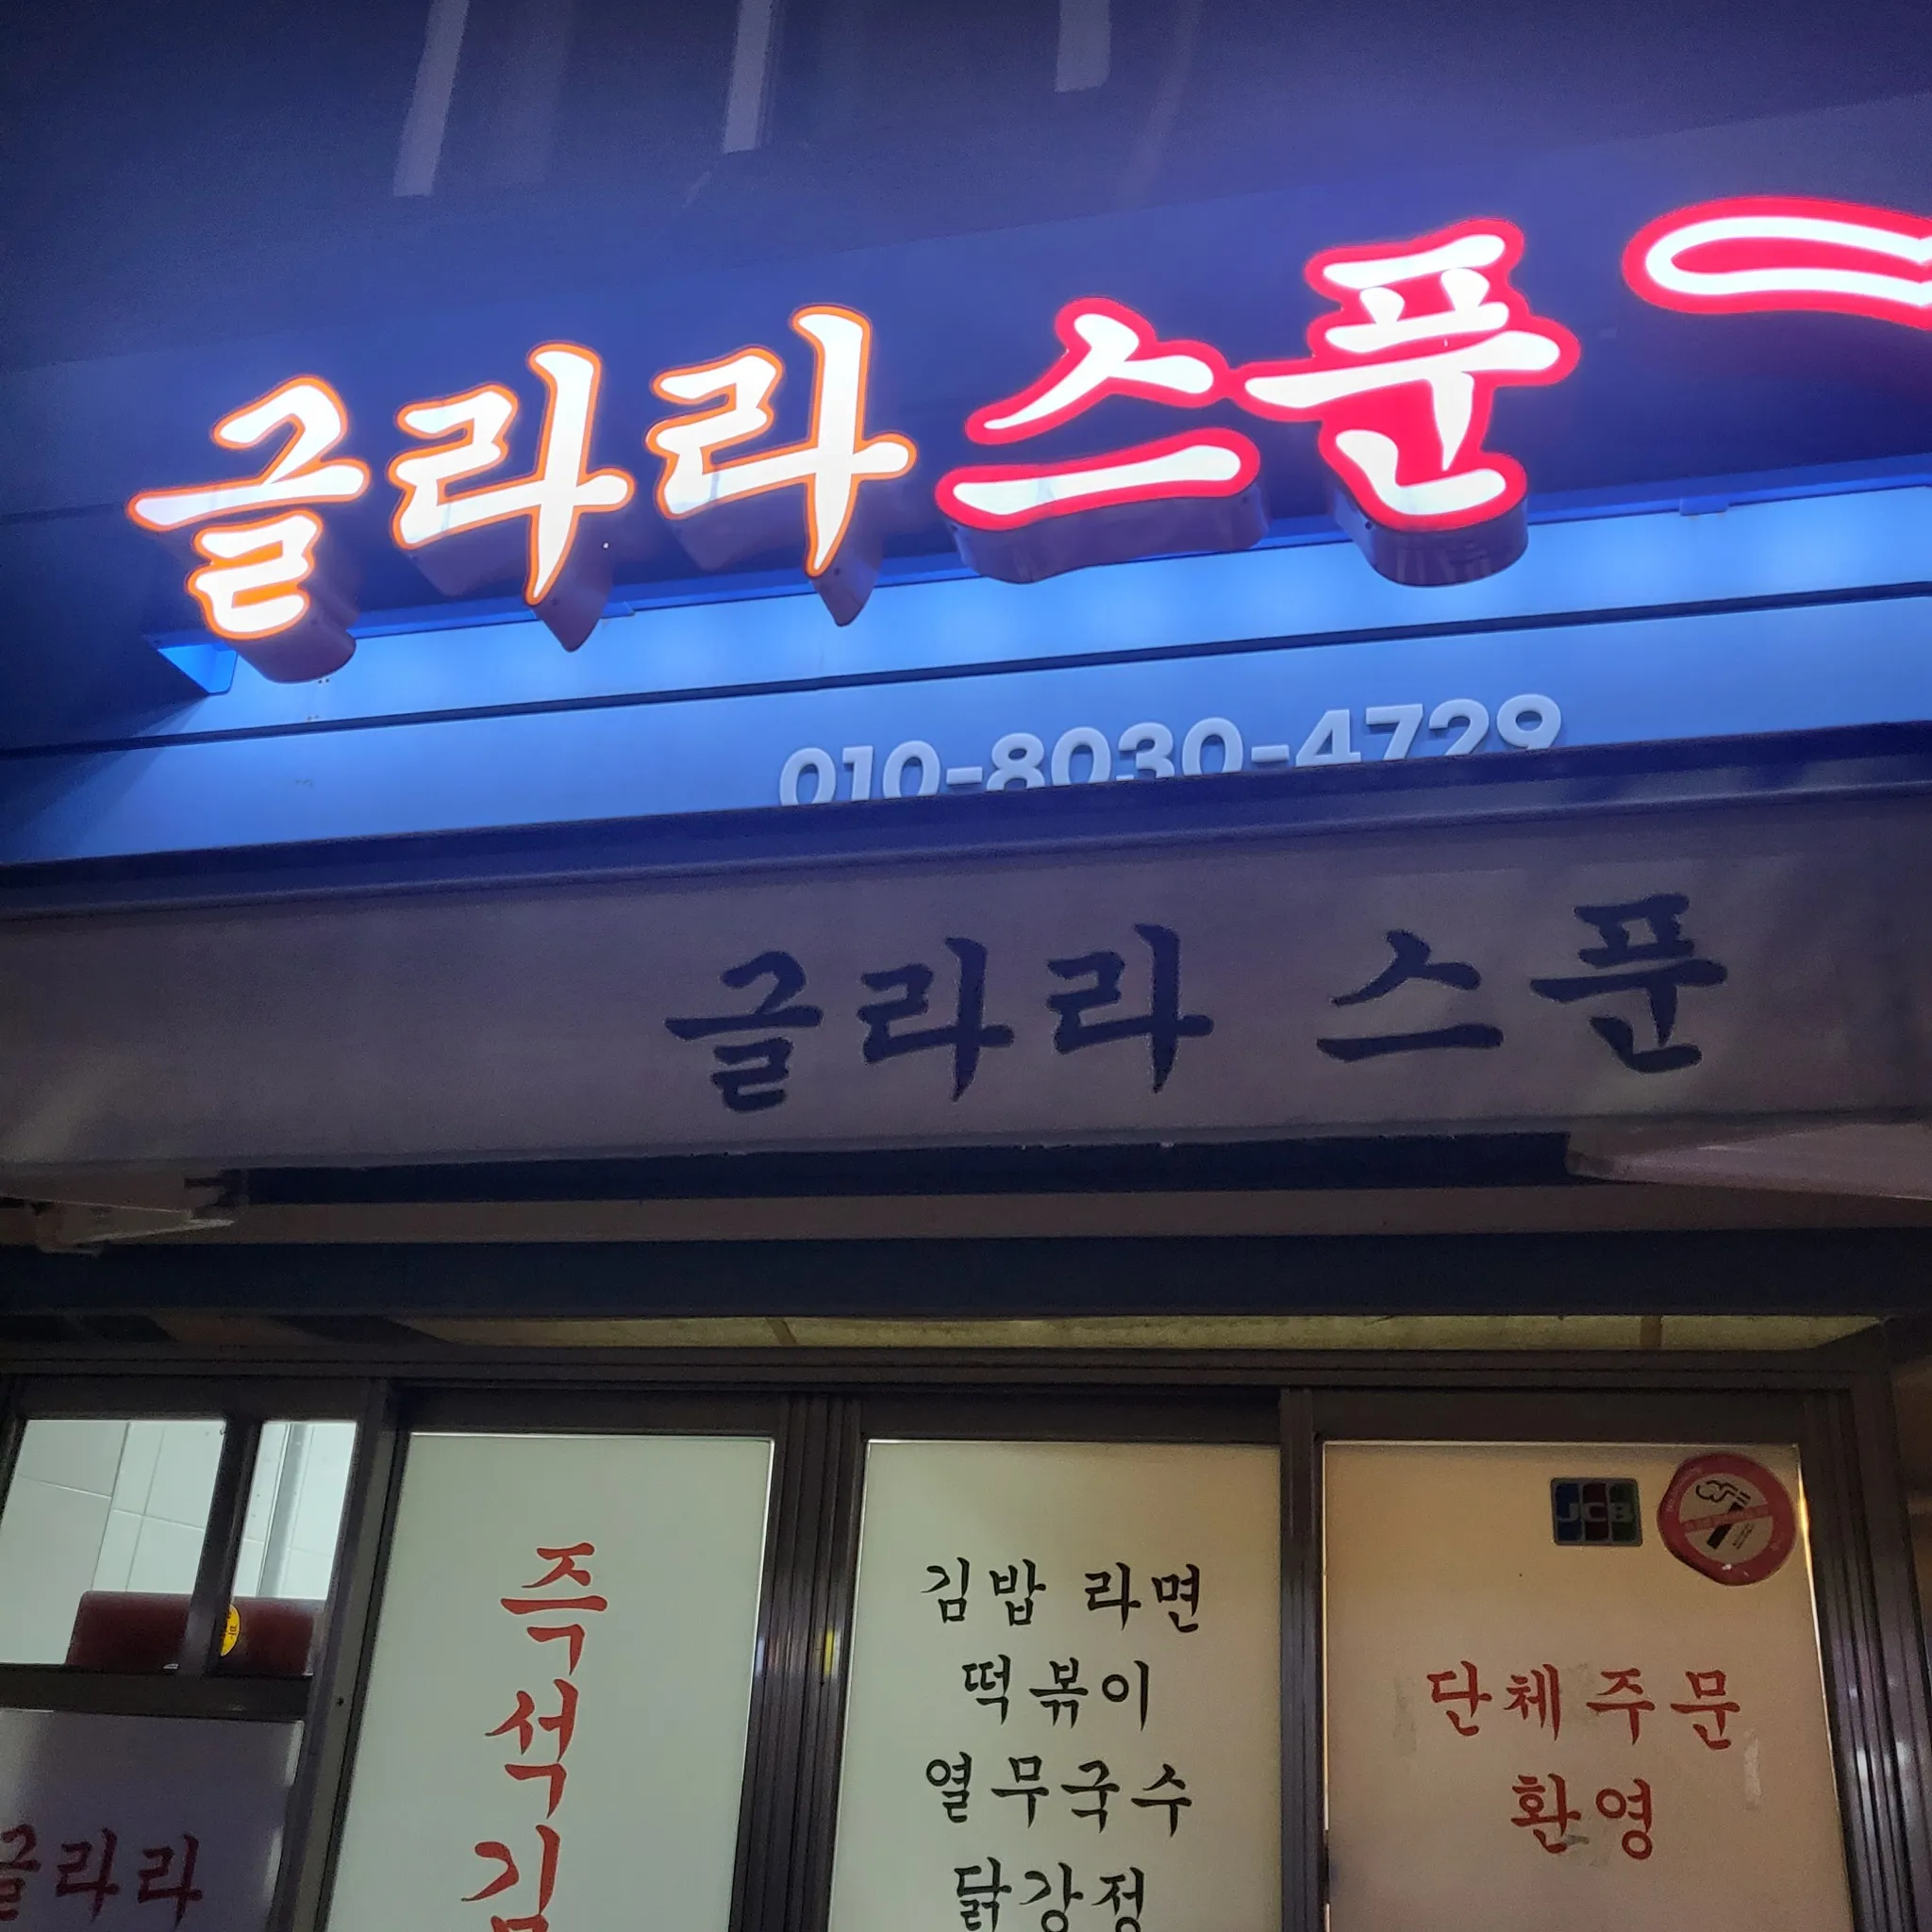 글라라스푼
010-8030-4729
글라라 스푼
즉석김
김밥 라면
떡볶이
열무국수
닭강정
JCB
단체주문
환영
글라라